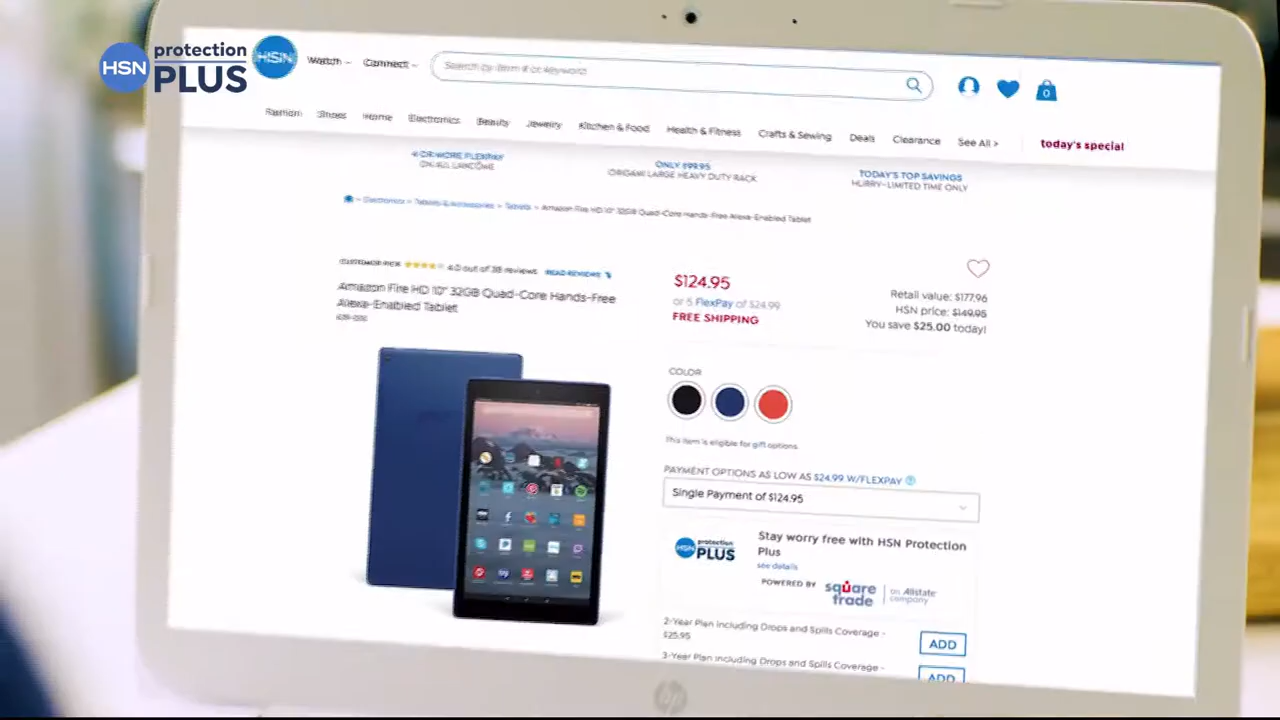 HSN protection PLUS
HSN
Watch
Connect
Search by item # or keyword
0
Fashion
Shoes
Home
Electronics
Beauty
Jewelry
Kitchen & Food
Health & Fitness
Crafts & Sewing
Deals
Clearance
See All >
today's special
4 OR MORE FLEXPAY
ON ALL LANCÔME
ONLY $99.95
ORIGAMI LARGE HEAVY DUTY RACK
TODAY'S TOP SAVINGS
HURRY-LIMITED TIME ONLY
Electronics > Tablets & Accessories > Tablets > Amazon Fire HD 10" 32GB Quad-Core Hands-Free Alexa-Enabled Tablet
CUSTOMER PICK
4.0 out of 38 reviews
READ REVIEWS
Amazon Fire HD 10" 32GB Quad-Core Hands-Free
Alexa-Enabled Tablet
$124.95
or 5 FlexPay of $24.99
FREE SHIPPING
Retail value: $177.96
HSN price: $149.95
You save $25.00 today!
COLOR
This item is eligible for gift options.
PAYMENT OPTIONS AS LOW AS $24.99 W/FLEXPAY ?
Single Payment of $124.95
HSN protection PLUS
Stay worry free with HSN Protection
Plus
see details
POWERED BY
square trade
an Allstate
company
2-Year Plan including Drops and Spills Coverage -
$25.95
ADD
3-Year Plan including Drops and Spills Coverage -
ADD
hp